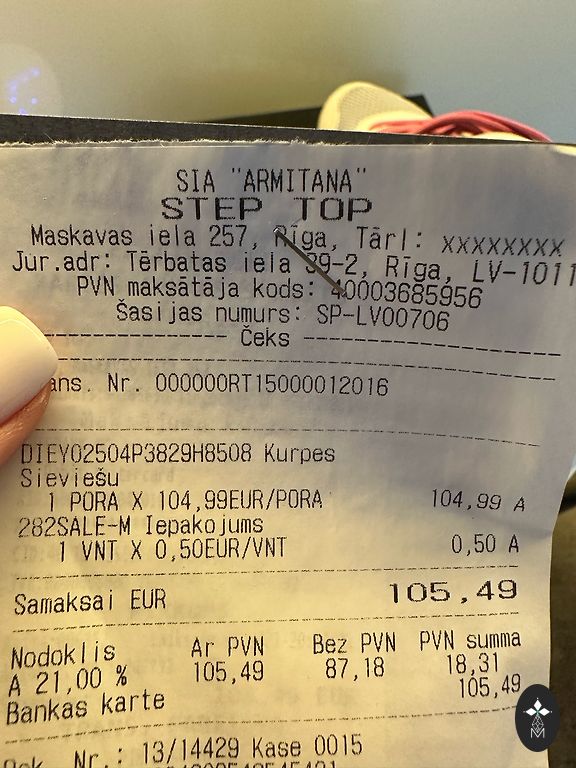 SIA "ARMITANA"
STEP TOP
Maskavas iela 257, Rīga, Tārl: xxxxxxxx
Jur.adr: Tērbatas iela 39-2, Rīga, LV-1011
PVN maksātāja kods: 40003685956
Šasijas numurs: SP-LV00706
Čeks
ans. Nr. 000000RT15000012016
DIEY02504P3829H8508 Kurpes
Sieviešu
1 PORA X 104,99EUR/PORA 104,99 A
282SALE-M Iepakojums
1 VNT X 0,50EUR/VNT 0,50 A
Samaksai EUR 105,49
Nodoklis Ar PVN Bez PVN PVN summa
A 21,00 % 105,49 87,18 18,31
Bankas karte 105,49
Nr.: 13/14429 Kase 0015
M